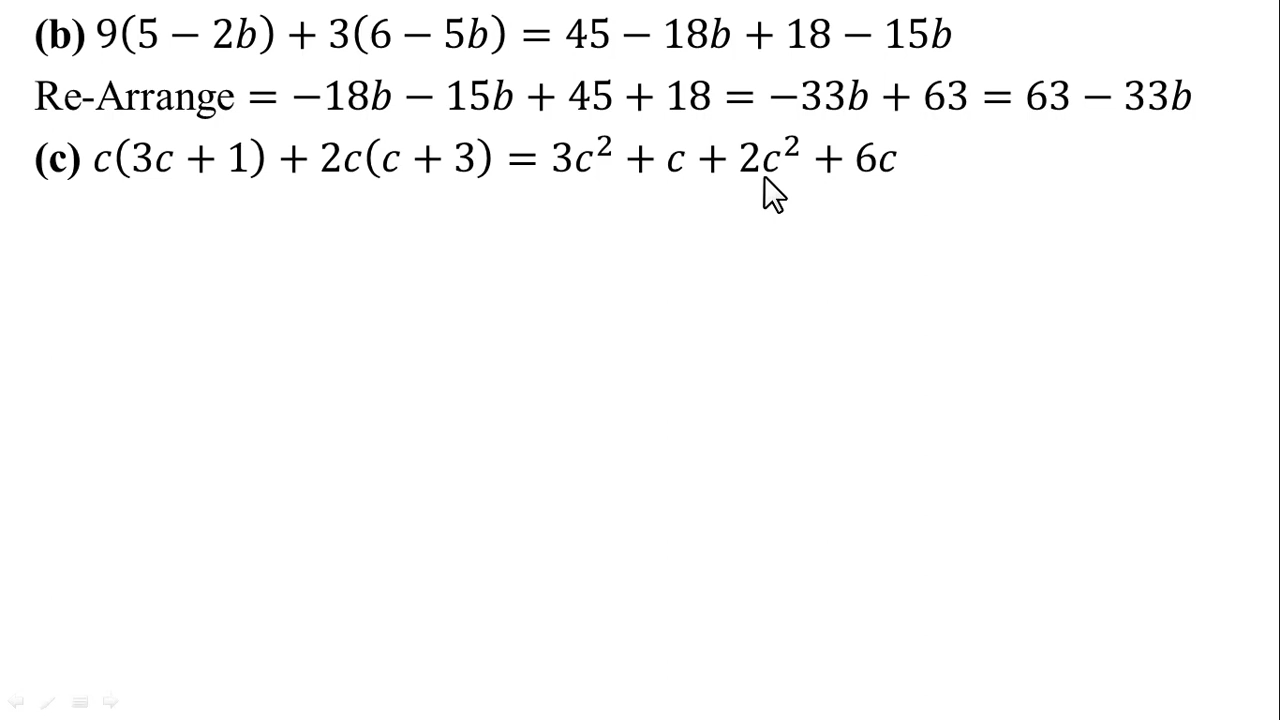 (b) 9(5 − 2b) + 3(6 − 5b) = 45 − 18b + 18 − 15b
Re-Arrange = −18b − 15b + 45 + 18 = −33b + 63 = 63 − 33b
(c) c(3c + 1) + 2c(c + 3) = 3c² + c + 2c² + 6c